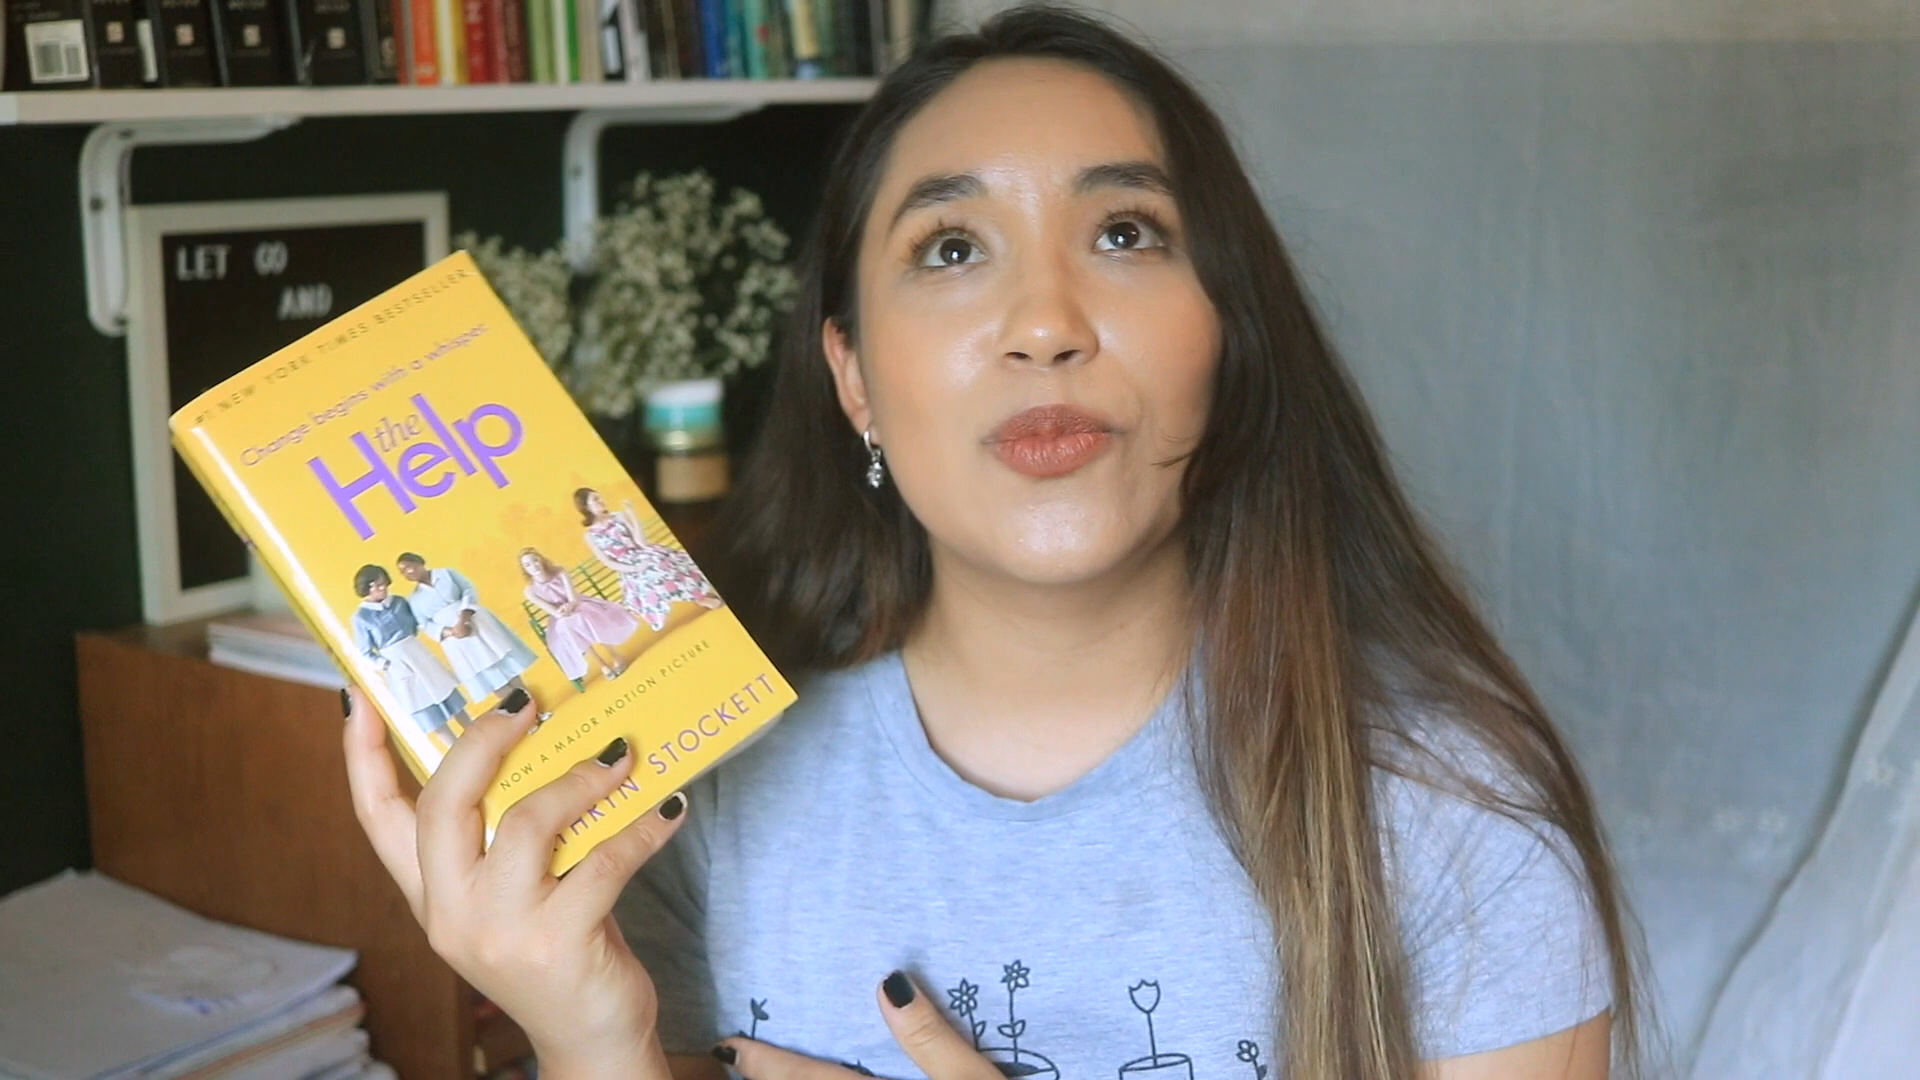 LET GO
AND
#1 NEW YORK TIMES BESTSELLER
Change begins with a whisper
the
Help
NOW A MAJOR MOTION PICTURE
STOCKETT